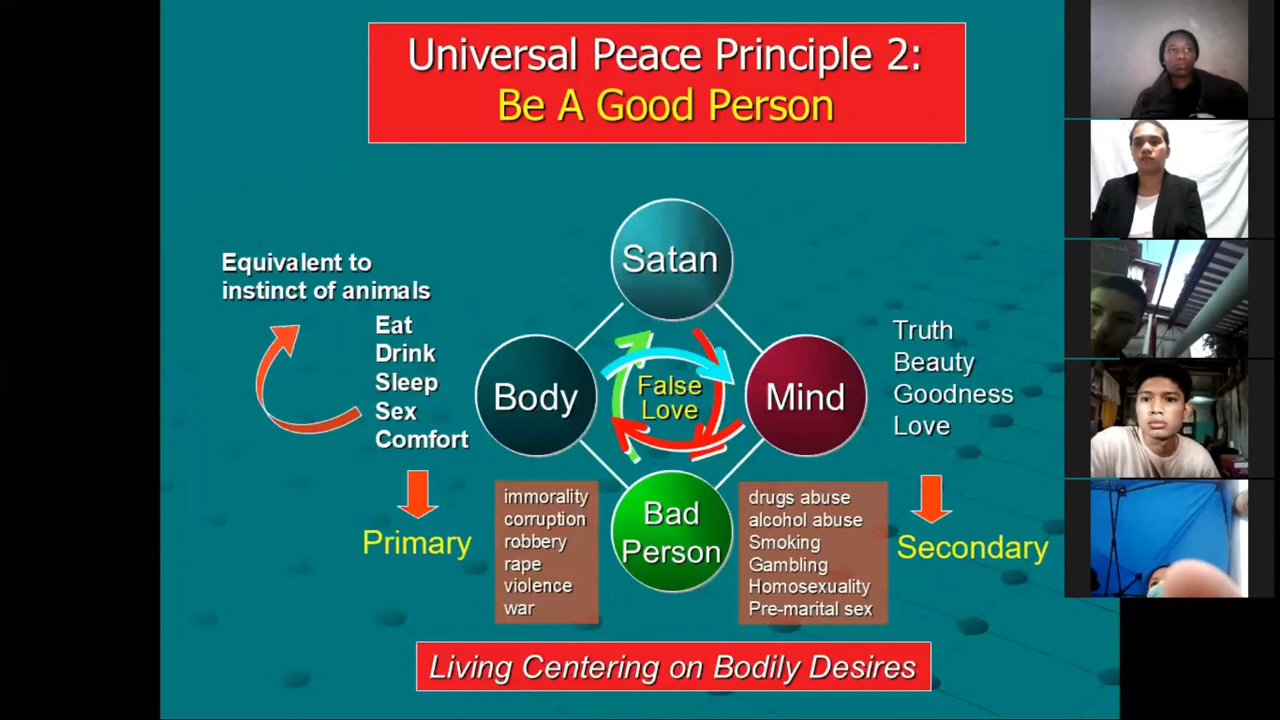 Universal Peace Principle 2:
Be A Good Person
Satan
Equivalent to
instinct of animals
Eat
Drink
Sleep
Sex
Comfort
Primary
Body
False
Love
Mind
Truth
Beauty
Goodness
Love
Secondary
immorality
corruption
robbery
rape
violence
war
Bad
Person
drugs abuse
alcohol abuse
Smoking
Gambling
Homosexuality
Pre-marital sex
Living Centering on Bodily Desires